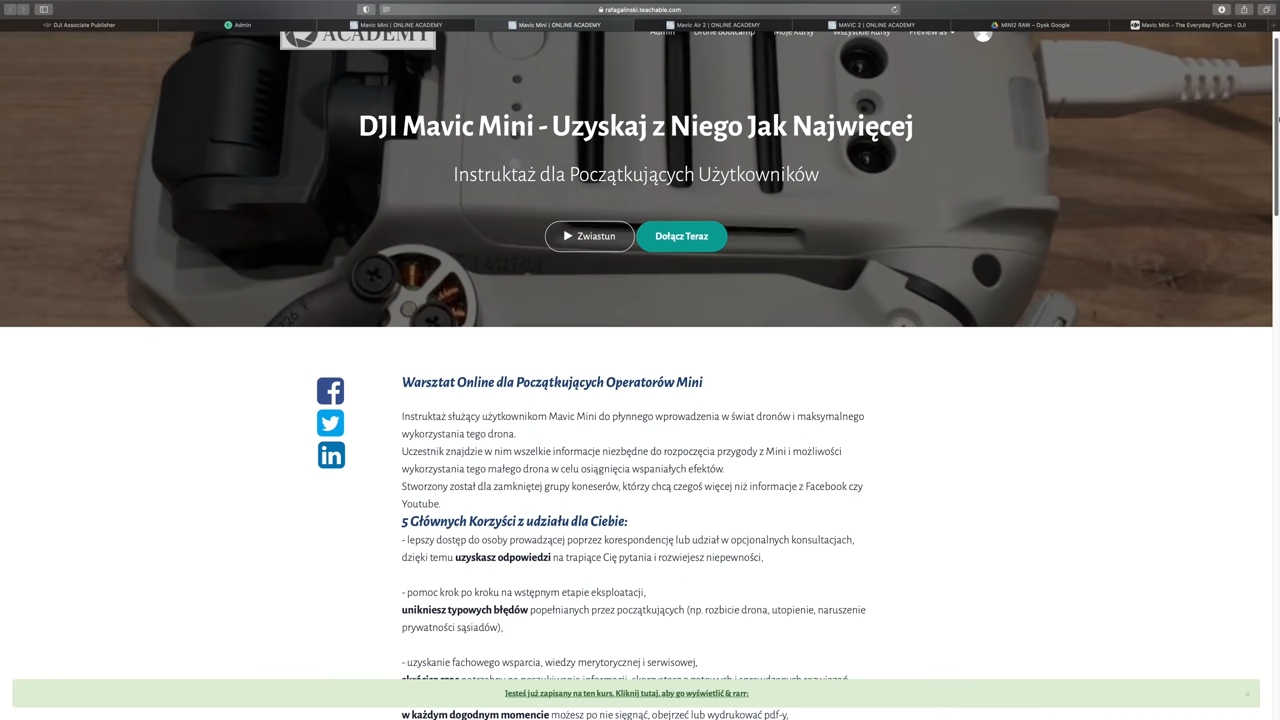 rafagalinski.teachable.com
DJI Associate Publisher
Admin
Mavic Mini | ONLINE ACADEMY
Mavic Mini | ONLINE ACADEMY
Mavic Air 2 | ONLINE ACADEMY
MAVIC 2 | ONLINE ACADEMY
MINI2 RAW – Dysk Google
Mavic Mini - The Everyday FlyCam - DJI
ACADEMY
Admin
Drone Bootcamp
Moje Kursy
Wszystkie Kursy
Preview as
DJI Mavic Mini - Uzyskaj z Niego Jak Najwięcej
Instruktaż dla Początkujących Użytkowników
Zwiastun
Dołącz Teraz
Warsztat Online dla Początkujących Operatorów Mini
Instruktaż służący użytkownikom Mavic Mini do płynnego wprowadzenia w świat dronów i maksymalnego
wykorzystania tego drona.
Uczestnik znajdzie w nim wszelkie informacje niezbędne do rozpoczęcia przygody z Mini i możliwości
wykorzystania tego małego drona w celu osiągnięcia wspaniałych efektów.
Stworzony został dla zamkniętej grupy koneserów, którzy chcą czegoś więcej niż informacje z Facebook czy
Youtube.
5 Głównych Korzyści z udziału dla Ciebie:
- lepszy dostęp do osoby prowadzącej poprzez korespondencję lub udział w opcjonalnych konsultacjach,
dzięki temu uzyskasz odpowiedzi na trapiące Cię pytania i rozwiejesz niepewności,
- pomoc krok po kroku na wstępnym etapie eksploatacji,
unikniesz typowych błędów popełnianych przez początkujących (np. rozbicie drona, utopienie, naruszenie
prywatności sąsiadów),
- uzyskanie fachowego wsparcia, wiedzy merytorycznej i serwisowej,
Jesteś już zapisany na ten kurs. Kliknij tutaj, aby go wyświetlić & rarr;
w każdym dogodnym momencie możesz po nie sięgnąć, obejrzeć lub wydrukować pdf-y,